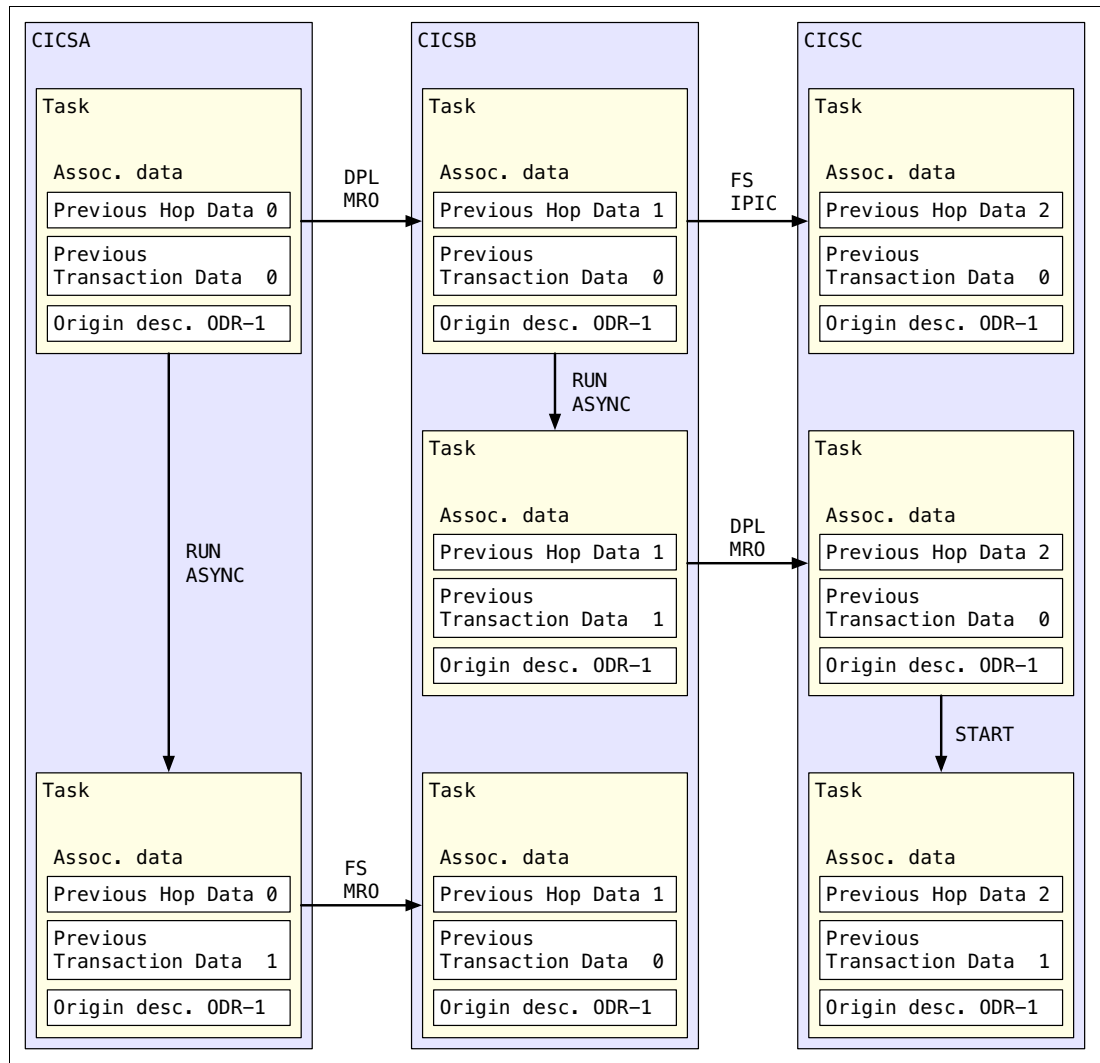 CICSA
Task
Assoc. data
Previous Hop Data 0
Previous
Transaction Data 0
Origin desc. ODR–1
RUN
ASYNC
Task
Assoc. data
Previous Hop Data 0
Previous
Transaction Data 1
Origin desc. ODR–1
DPL
MRO
FS
MRO
CICSB
Task
Assoc. data
Previous Hop Data 1
Previous
Transaction Data 0
Origin desc. ODR–1
RUN
ASYNC
Task
Assoc. data
Previous Hop Data 1
Previous
Transaction Data 1
Origin desc. ODR–1
Task
Assoc. data
Previous Hop Data 1
Previous
Transaction Data 0
Origin desc. ODR–1
FS
IPIC
DPL
MRO
CICSC
Task
Assoc. data
Previous Hop Data 2
Previous
Transaction Data 0
Origin desc. ODR–1
Task
Assoc. data
Previous Hop Data 2
Previous
Transaction Data 0
Origin desc. ODR–1
START
Task
Assoc. data
Previous Hop Data 2
Previous
Transaction Data 1
Origin desc. ODR–1